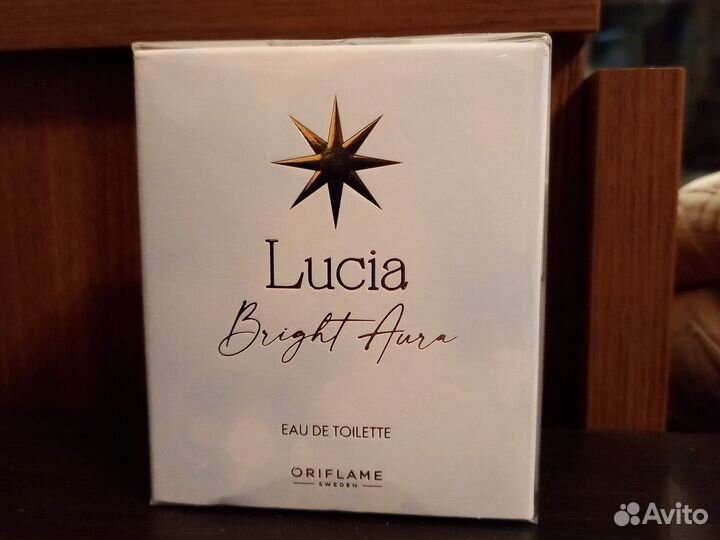 Lucia
Bright Aura
EAU DE TOILETTE
ORIFLAME
SWEDEN
Avito